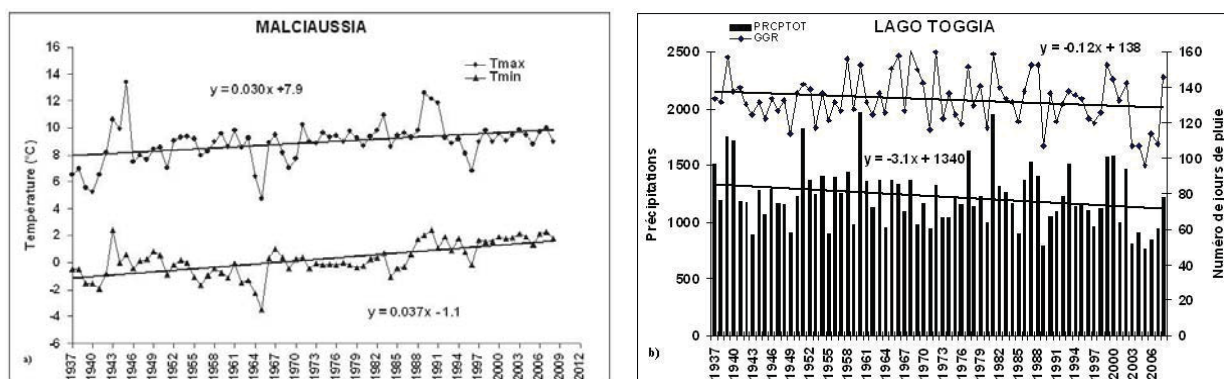 MALCIAUSSIA
Tmax
Tmin
y = 0.030x +7.9
y = 0.037x -1.1
Température (°C)
16
14
12
10
8
6
4
2
0
-2
-4
-6
1937 1940 1943 1946 1949 1952 1955 1958 1961 1964 1967 1970 1973 1976 1979 1982 1985 1988 1991 1994 1997 2000 2003 2006 2009 2012
a)
LAGO TOGGIA
PRCPTOT
GGR
y = -0.12x + 138
y = -3.1x + 1340
Précipitations
2500
2000
1500
1000
500
0
Numéro de jours de pluie
160
140
120
100
80
60
40
20
0
1937 1940 1943 1946 1949 1952 1955 1958 1961 1964 1967 1970 1973 1976 1979 1982 1985 1988 1991 1994 1997 2000 2003 2006
b)